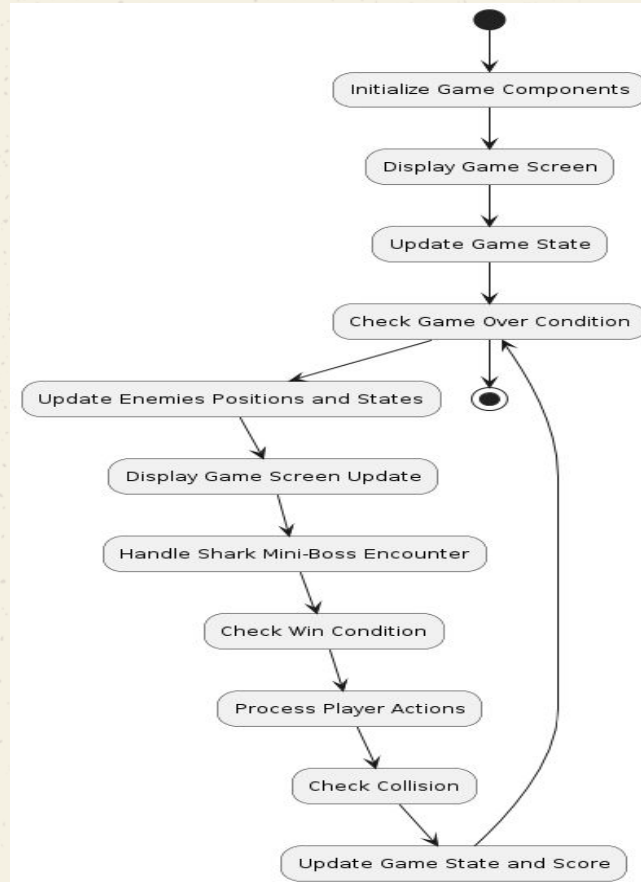 Initialize Game Components
Display Game Screen
Update Game State
Check Game Over Condition
Update Enemies Positions and States
Display Game Screen Update
Handle Shark Mini-Boss Encounter
Check Win Condition
Process Player Actions
Check Collision
Update Game State and Score